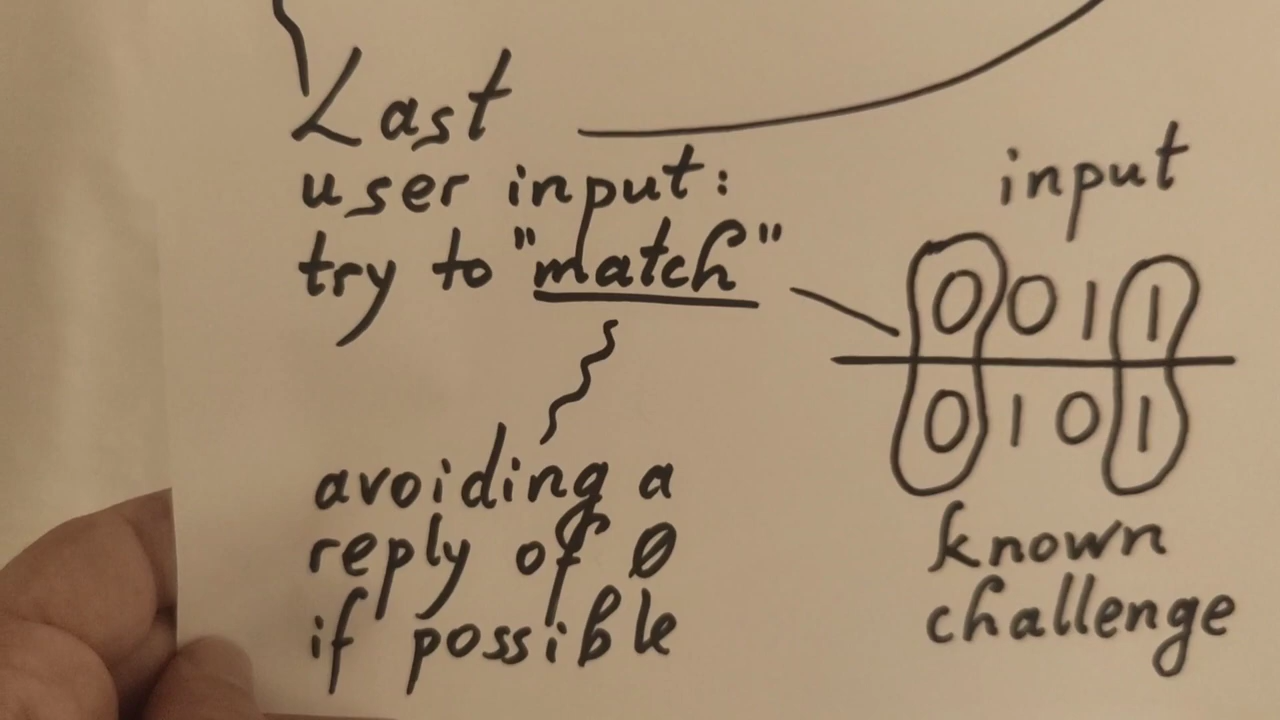 Last
user input:
try to "match"
avoiding a
reply of Ø
if possible
input
0011
0101
known
challenge